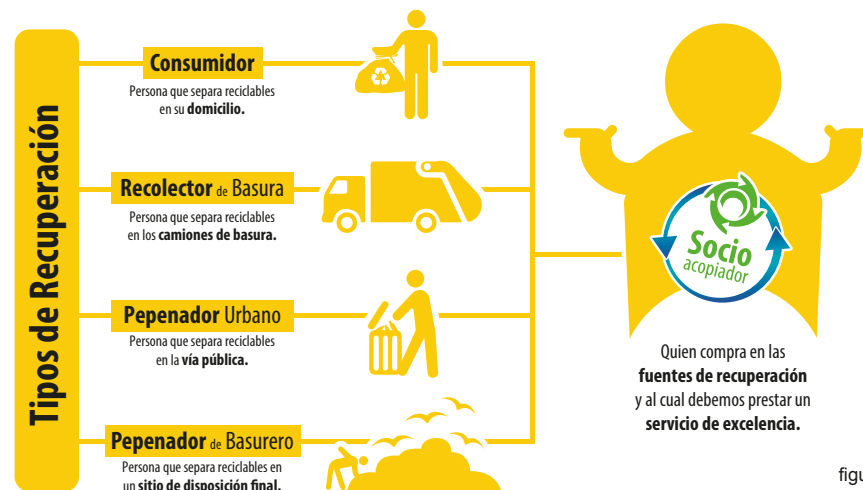 Tipos de Recuperación
Consumidor
Persona que separa reciclables
en su domicilio.
Recolector de Basura
Persona que separa reciclables
en los camiones de basura.
Pepenador Urbano
Persona que separa reciclables
en la vía pública.
Pepenador de Basurero
Persona que separa reciclables en
un sitio de disposición final.
Socio
acopiador
Quien compra en las
fuentes de recuperación
y al cual debemos prestar un
servicio de excelencia.
figu